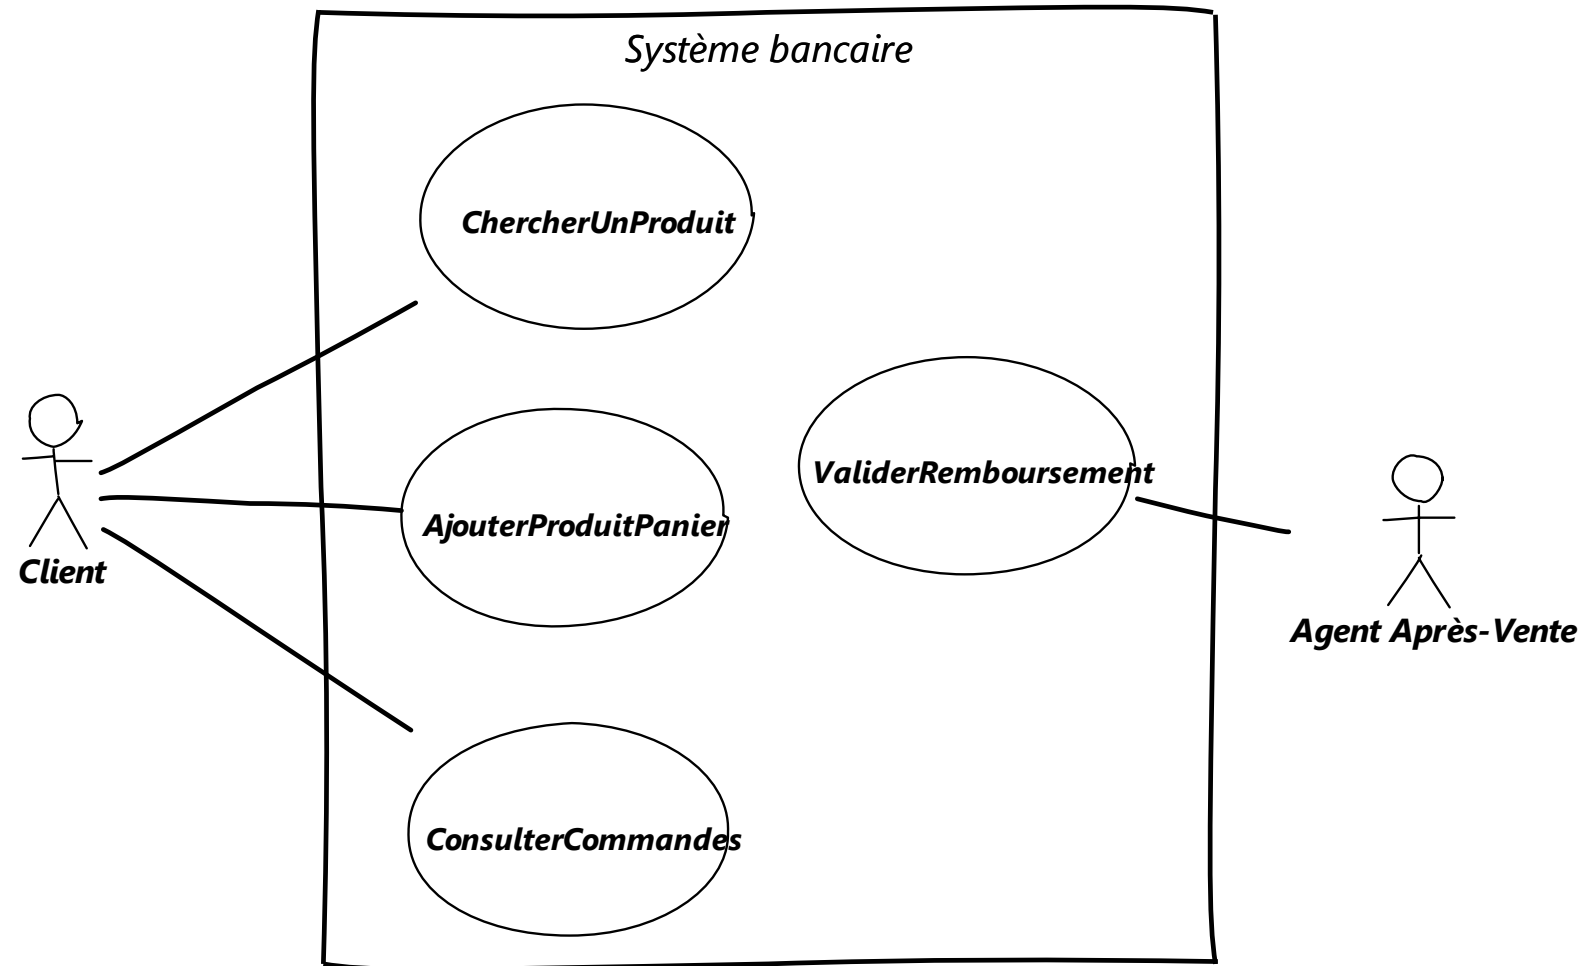 Système bancaire
ChercherUnProduit
ValiderRemboursement
AjouterProduitPanier
Client
Agent Après-Vente
ConsulterCommandes